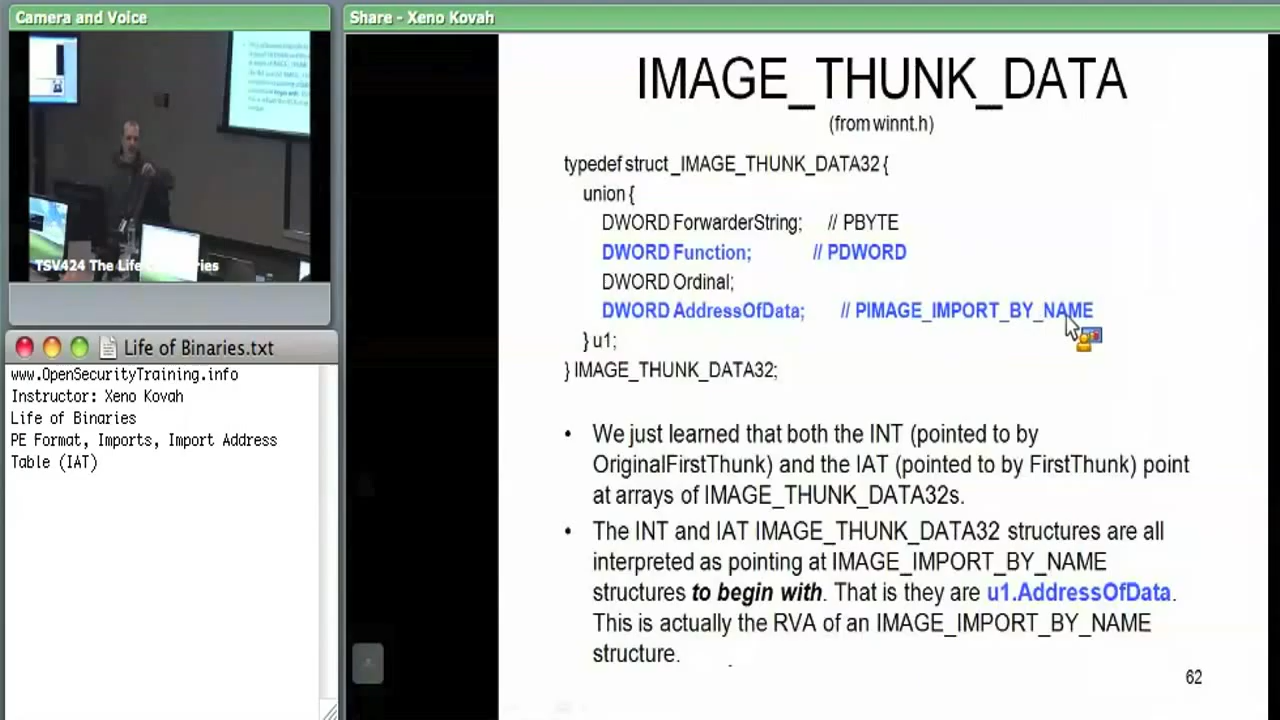 Camera and Voice
TSV424 The Life
ries
Life of Binaries.txt
www.OpenSecurityTraining.info
Instructor: Xeno Kovah
Life of Binaries
PE Format, Imports, Import Address
Table (IAT)
Share - Xeno Kovah
IMAGE_THUNK_DATA
(from winnt.h)
typedef struct _IMAGE_THUNK_DATA32 {
union {
DWORD ForwarderString; // PBYTE
DWORD Function; // PDWORD
DWORD Ordinal;
DWORD AddressOfData; // PIMAGE_IMPORT_BY_NAME
} u1;
} IMAGE_THUNK_DATA32;
• We just learned that both the INT (pointed to by
OriginalFirstThunk) and the IAT (pointed to by FirstThunk) point
at arrays of IMAGE_THUNK_DATA32s.
• The INT and IAT IMAGE_THUNK_DATA32 structures are all
interpreted as pointing at IMAGE_IMPORT_BY_NAME
structures to begin with. That is they are u1.AddressOfData.
This is actually the RVA of an IMAGE_IMPORT_BY_NAME
structure.
62